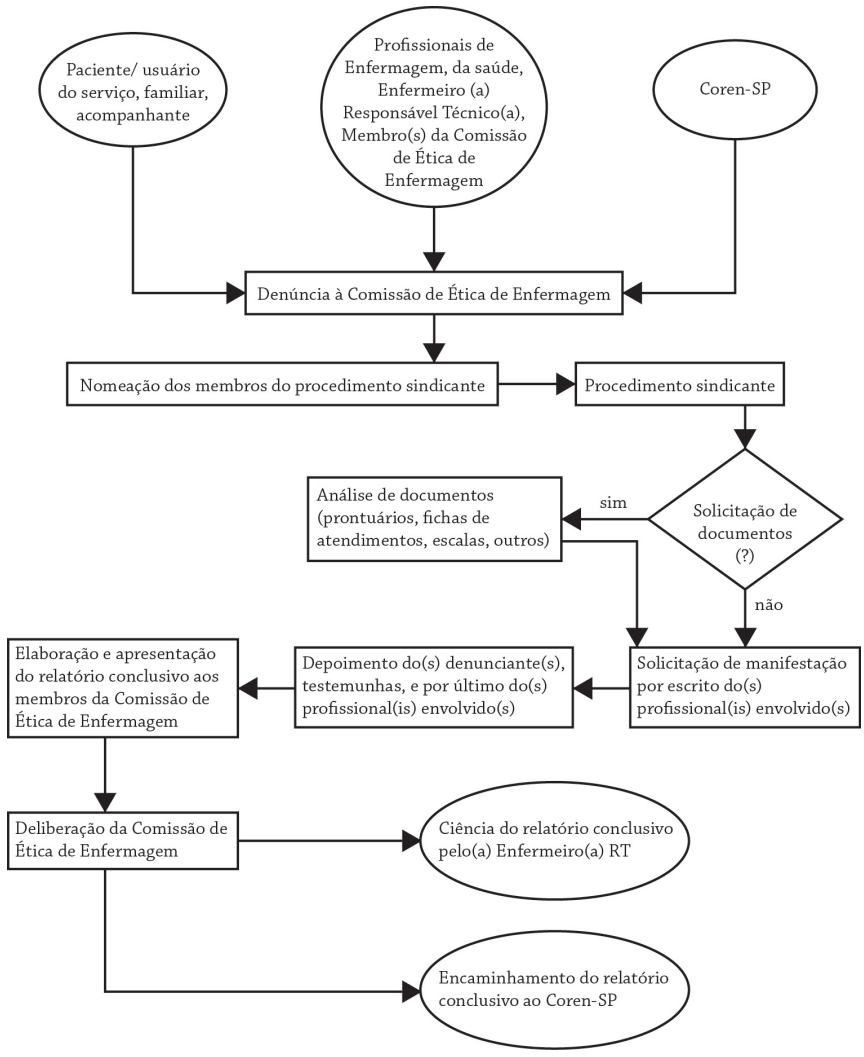 Paciente/ usuário
do serviço, familiar,
acompanhante
Profissionais de
Enfermagem, da saúde,
Enfermeiro (a)
Responsável Técnico(a),
Membro(s) da Comissão
de Ética de
Enfermagem
Coren-SP
Denúncia à Comissão de Ética de Enfermagem
Nomeação dos membros do procedimento sindicante
Procedimento sindicante
Solicitação de
documentos
(?)
sim
Análise de documentos
(prontuários, fichas de
atendimentos, escalas, outros)
não
Solicitação de manifestação
por escrito do(s)
profissional(is) envolvido(s)
Depoimento do(s) denunciante(s),
testemunhas, e por último do(s)
profissional(is) envolvido(s)
Elaboração e apresentação
do relatório conclusivo aos
membros da Comissão de
Ética de Enfermagem
Deliberação da Comissão de
Ética de Enfermagem
Ciência do relatório conclusivo
pelo(a) Enfermeiro(a) RT
Encaminhamento do relatório
conclusivo ao Coren-SP